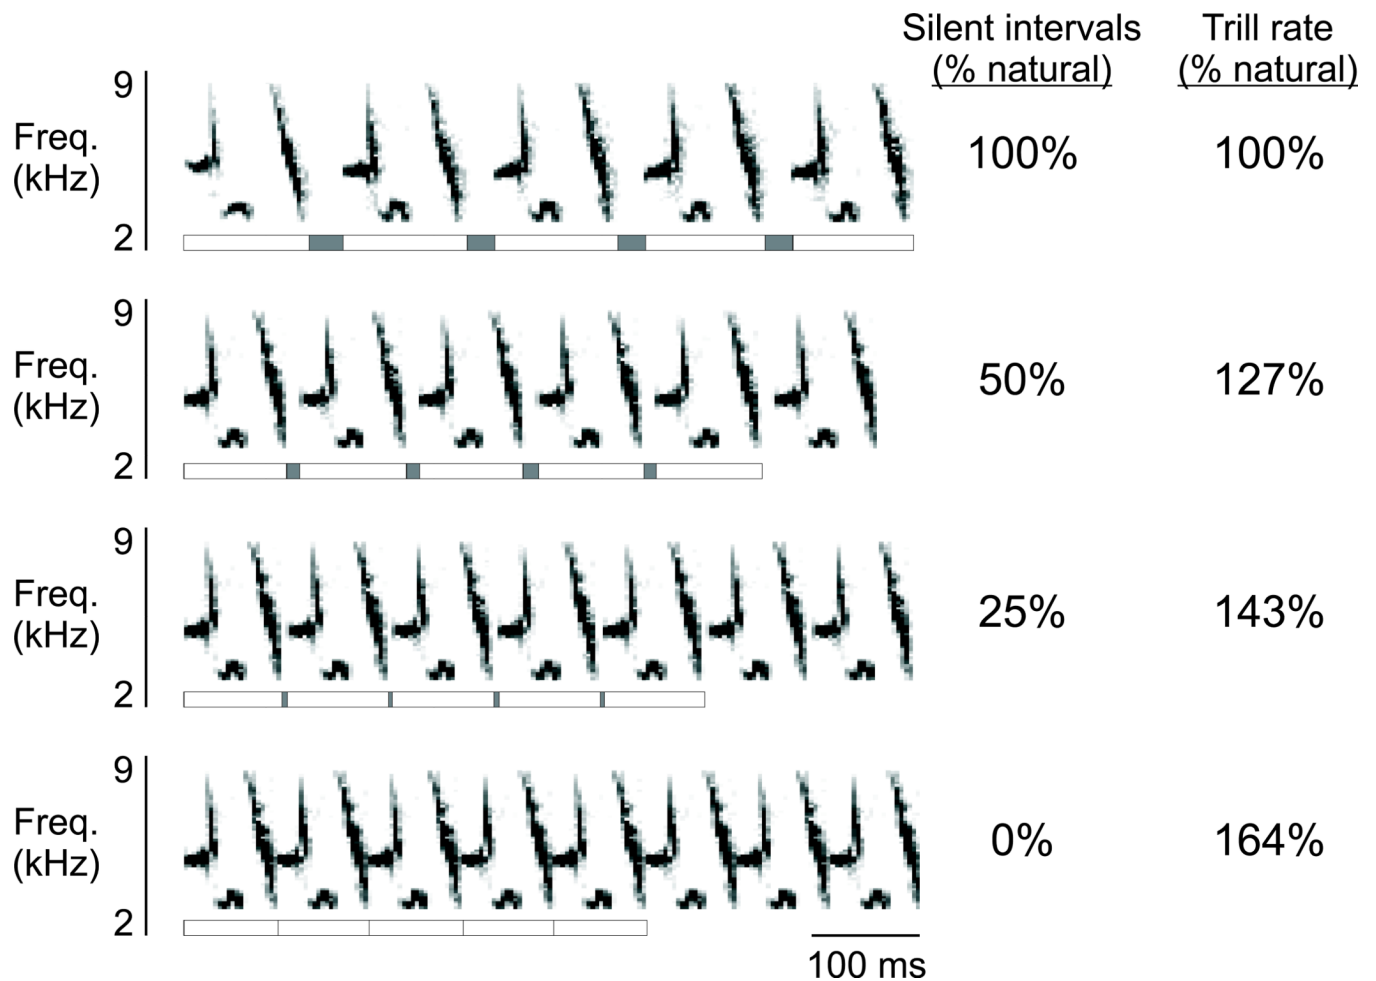 Silent intervals Trill rate
(% natural) (% natural)
9
Freq.
(kHz)
2
100% 100%
9
Freq.
(kHz)
2
50% 127%
9
Freq.
(kHz)
2
25% 143%
9
Freq.
(kHz)
2
0% 164%
100 ms